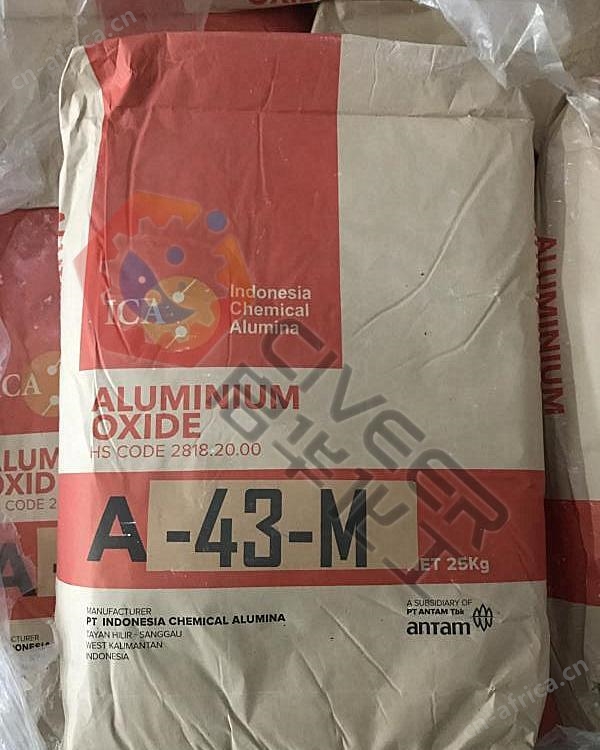 ICA
Indonesia
Chemical
Alumina
ALUMINIUM
OXIDE
HS CODE 2818.20.00
A -43-M
NET 25Kg
MANUFACTURER
PT INDONESIA CHEMICAL ALUMINA
TAYAN HILIR - SANGGAU
WEST KALIMANTAN
INDONESIA
A SUBSIDIARY OF
PT ANTAM Tbk
antam
CIVEER
ALUMINIUM
ICA
ALUM
OXID
CODE 2
A